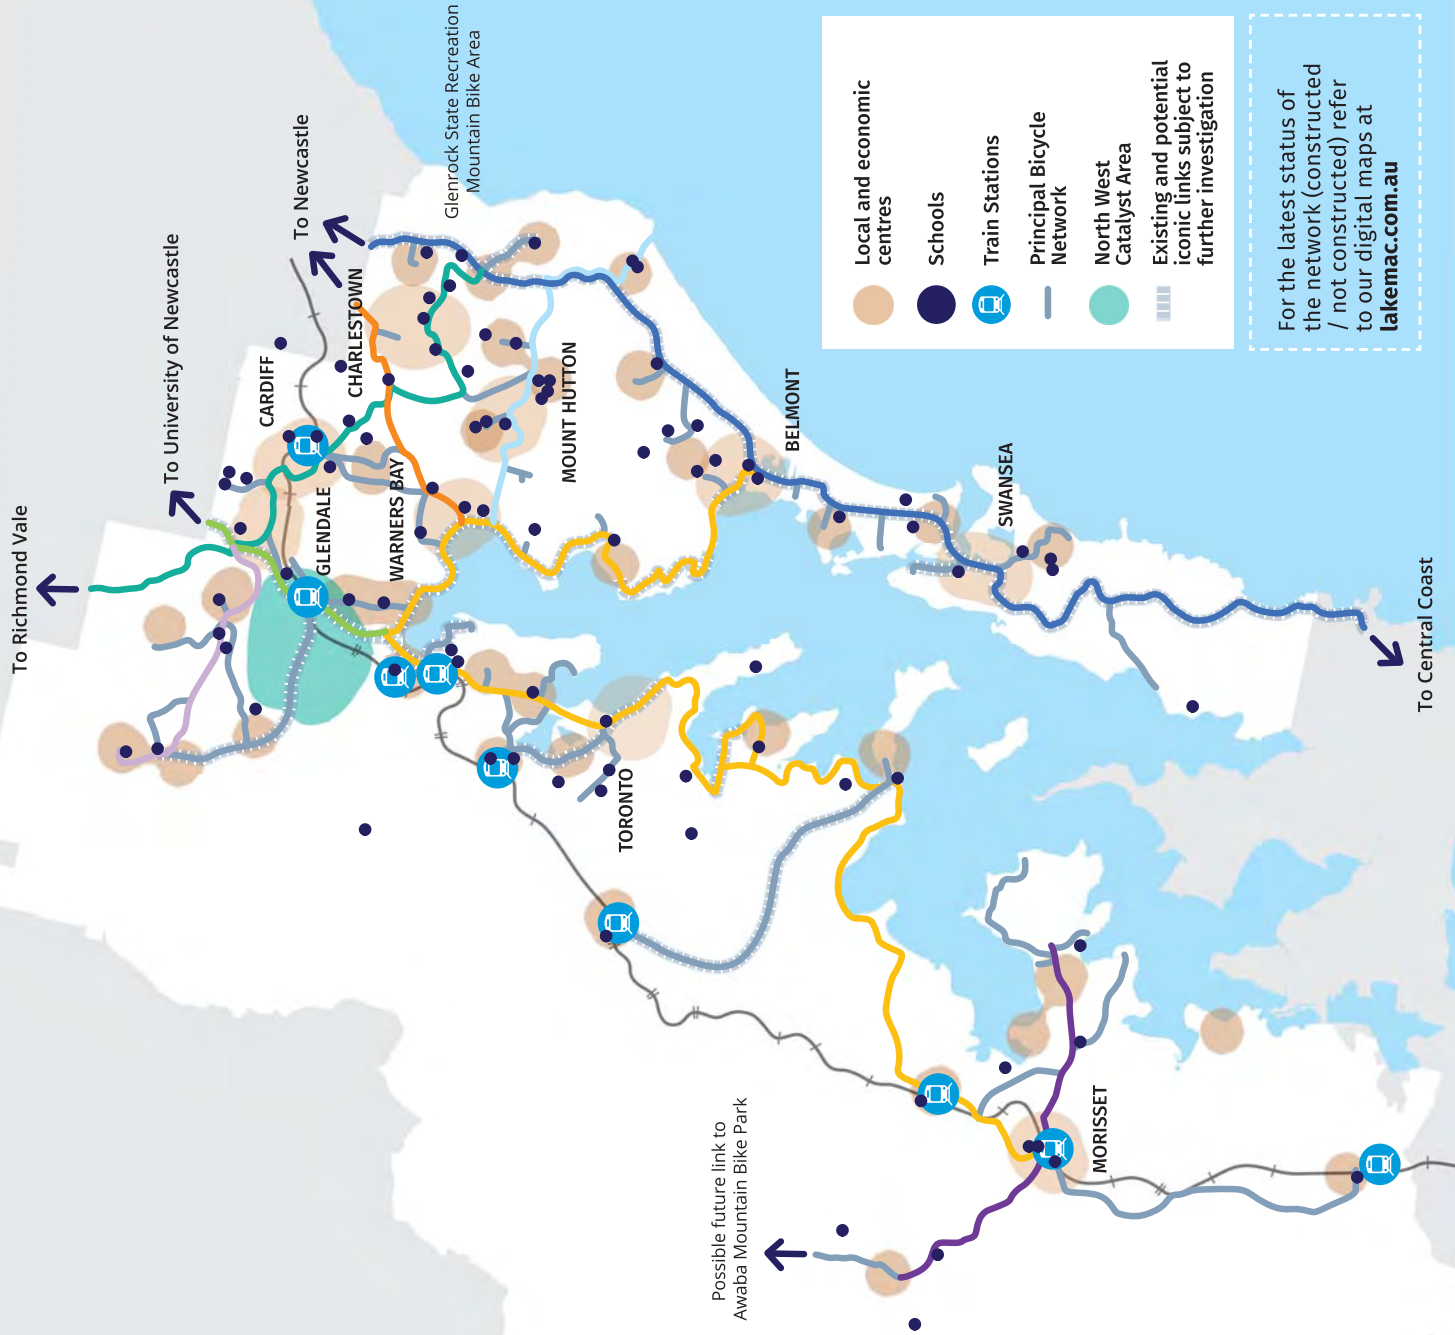 To Richmond Vale
To University of Newcastle
To Newcastle
Glenrock State Recreation
Mountain Bike Area
CARDIFF
CHARLESTOWN
GLENDALE
WARNERS BAY
MOUNT HUTTON
BELMONT
SWANSEA
TORONTO
MORISSET
To Central Coast
Possible future link to
Awaba Mountain Bike Park
Local and economic
centres
Schools
Train Stations
Principal Bicycle
Network
North West
Catalyst Area
Existing and potential
iconic links subject to
further investigation
For the latest status of
the network (constructed
/ not constructed) refer
to our digital maps at
lakemac.com.au